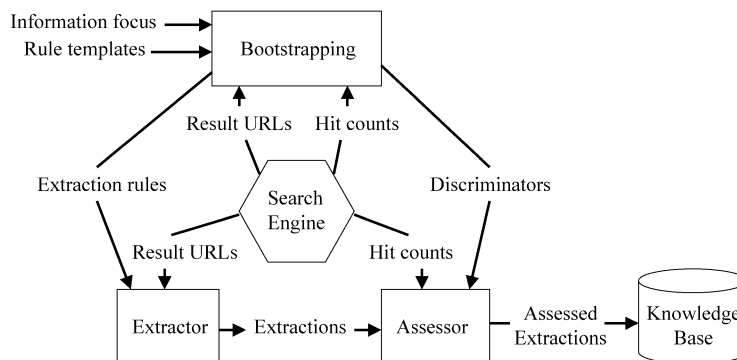 Information focus
Rule templates
Bootstrapping
Result URLs
Hit counts
Extraction rules
Search
Engine
Discriminators
Result URLs
Hit counts
Extractor
Extractions
Assessor
Assessed
Extractions
Knowledge
Base